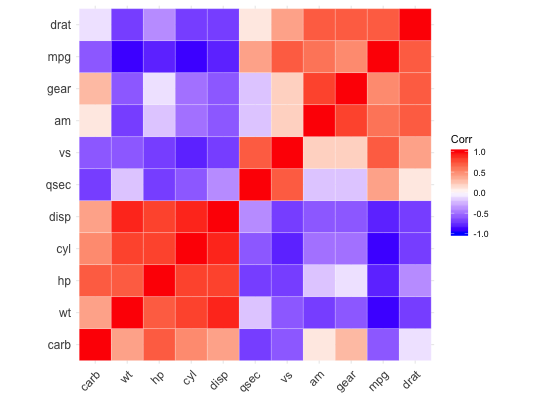 drat
mpg
gear
am
vs
qsec
disp
cyl
hp
wt
carb
carb wt hp cyl disp qsec vs am gear mpg drat
Corr
1.0
0.5
0.0
-0.5
-1.0